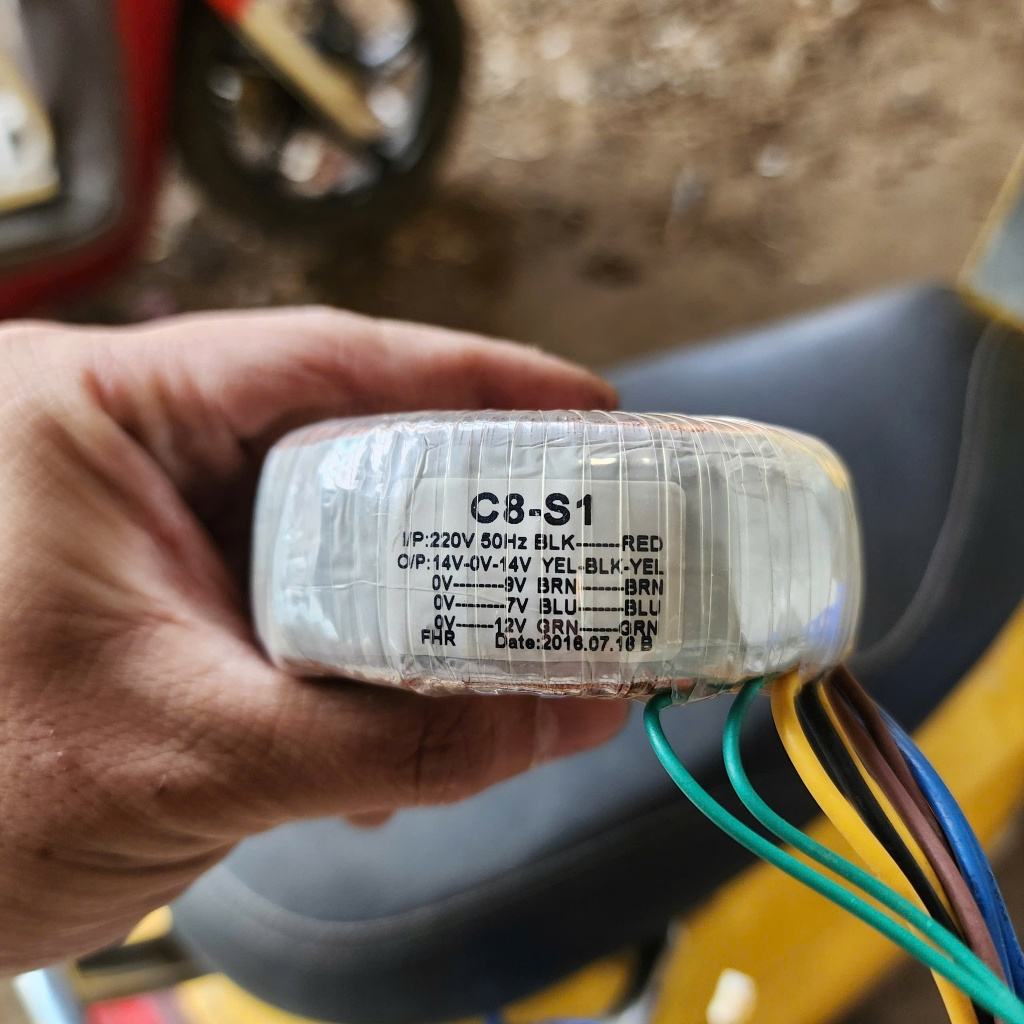 C8-S1
I/P:220V 50Hz BLK-------RED
O/P:14V-0V-14V YEL-BLK-YEL
0V---------9V BRN -------BRN
0V---------7V BLU -------BLU
0V-------12V GRN-------GRN
FHR Date:2016.07.16 B